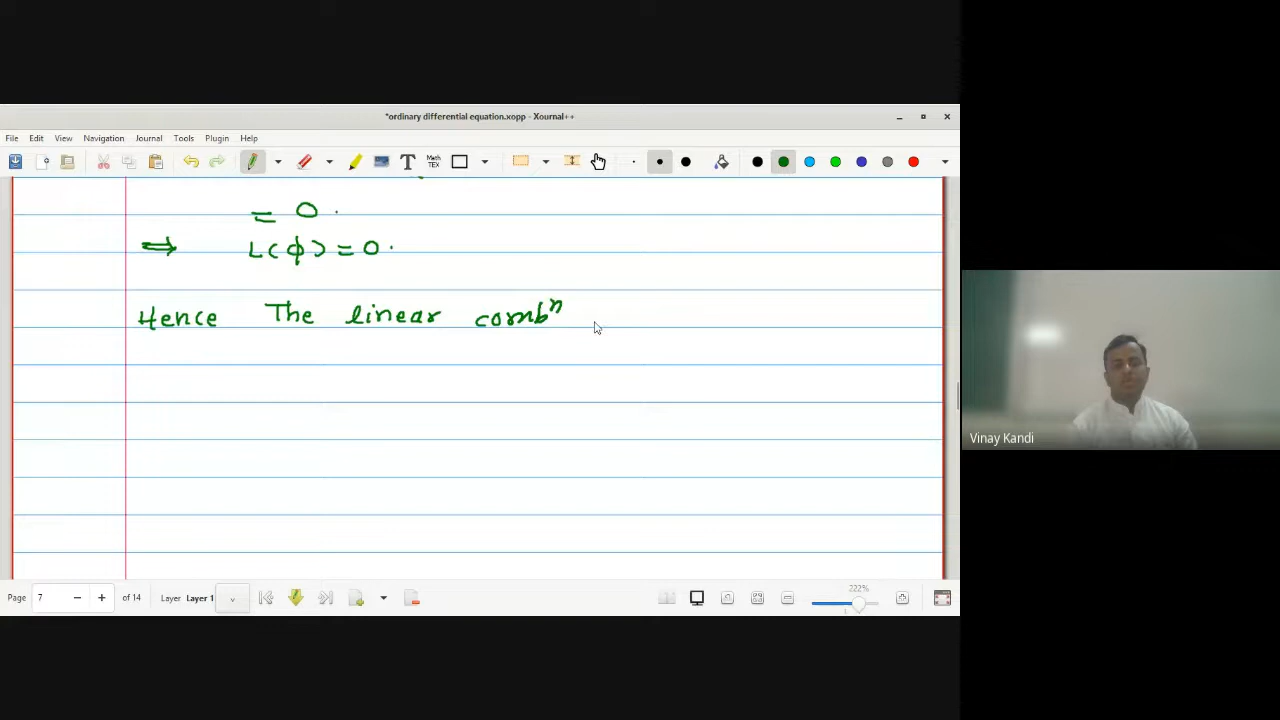 *ordinary differential equation.xopp - Xournal++
File Edit View Navigation Journal Tools Plugin Help
= 0.
⇒ L(ϕ) = 0.
Hence The linear combⁿ
Vinay Kandi
Page 7 of 14 Layer Layer 1 222%